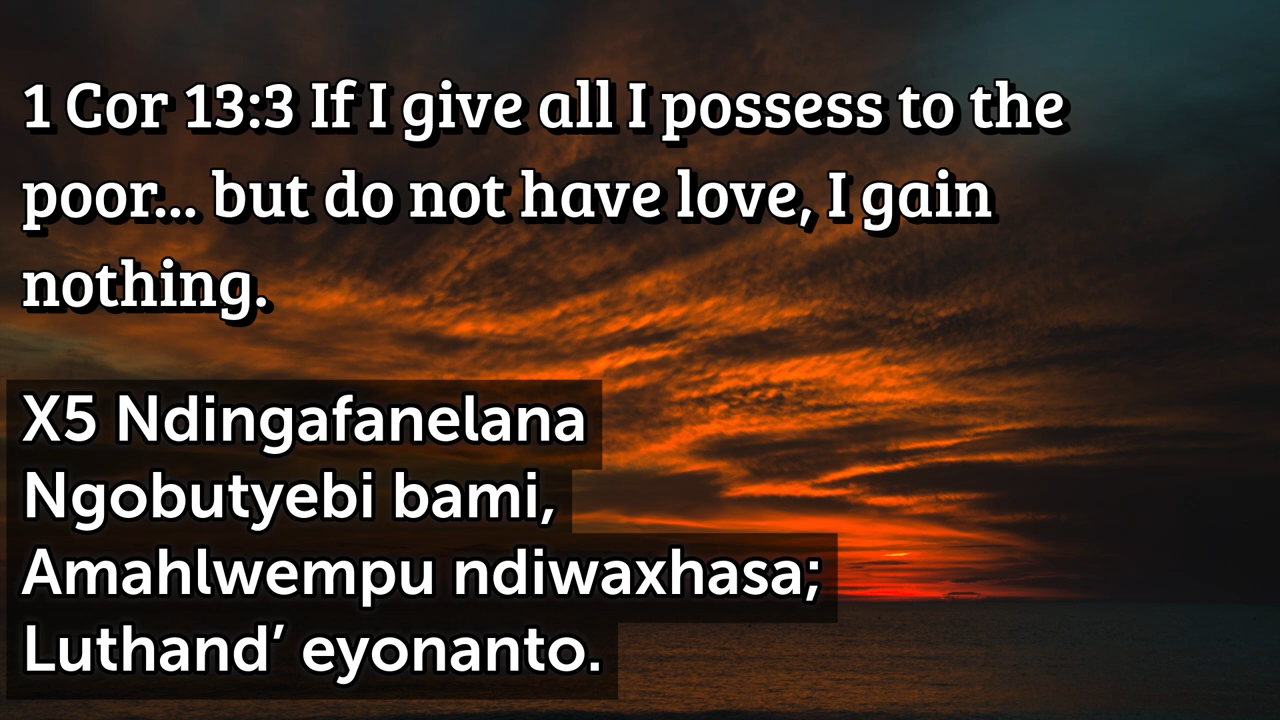 1 Cor 13:3 If I give all I possess to the
poor... but do not have love, I gain
nothing.
X5 Ndingafanelana
Ngobutyebi bami,
Amahlwempu ndiwaxhasa;
Luthand’ eyonanto.